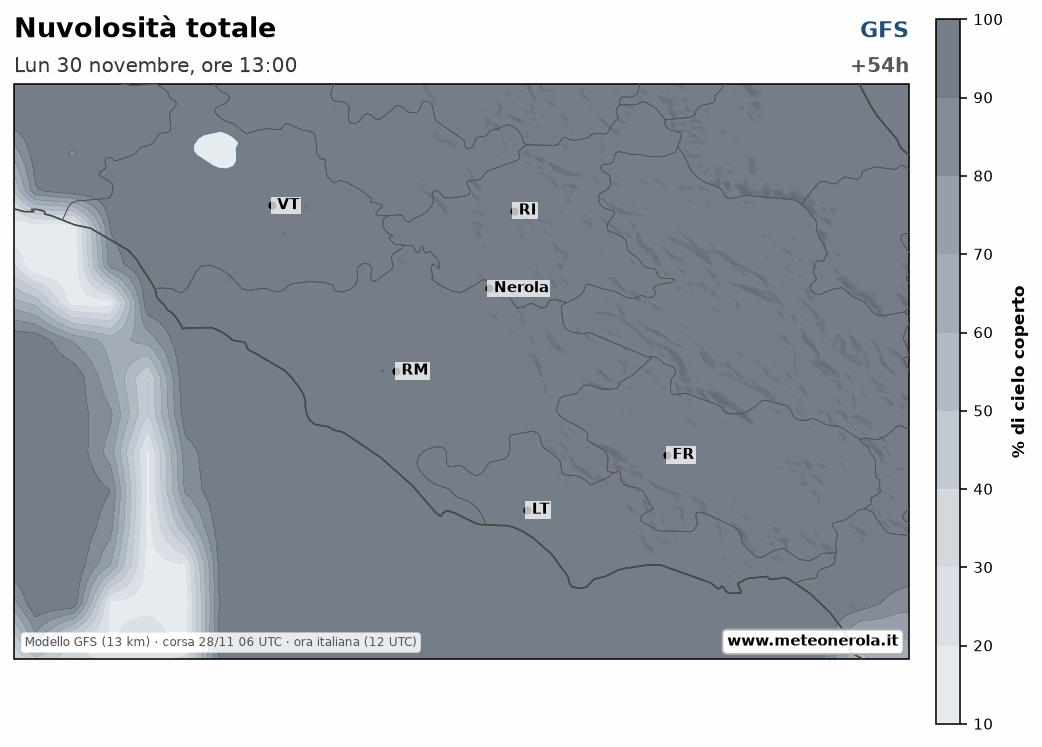 Nuvolosità totale
GFS
Lun 30 novembre, ore 13:00
+54h
100
90
80
70
60
50
40
30
20
10
% di cielo coperto
VT
RI
Nerola
RM
FR
LT
Modello GFS (13 km) · corsa 28/11 06 UTC · ora italiana (12 UTC)
www.meteonerola.it